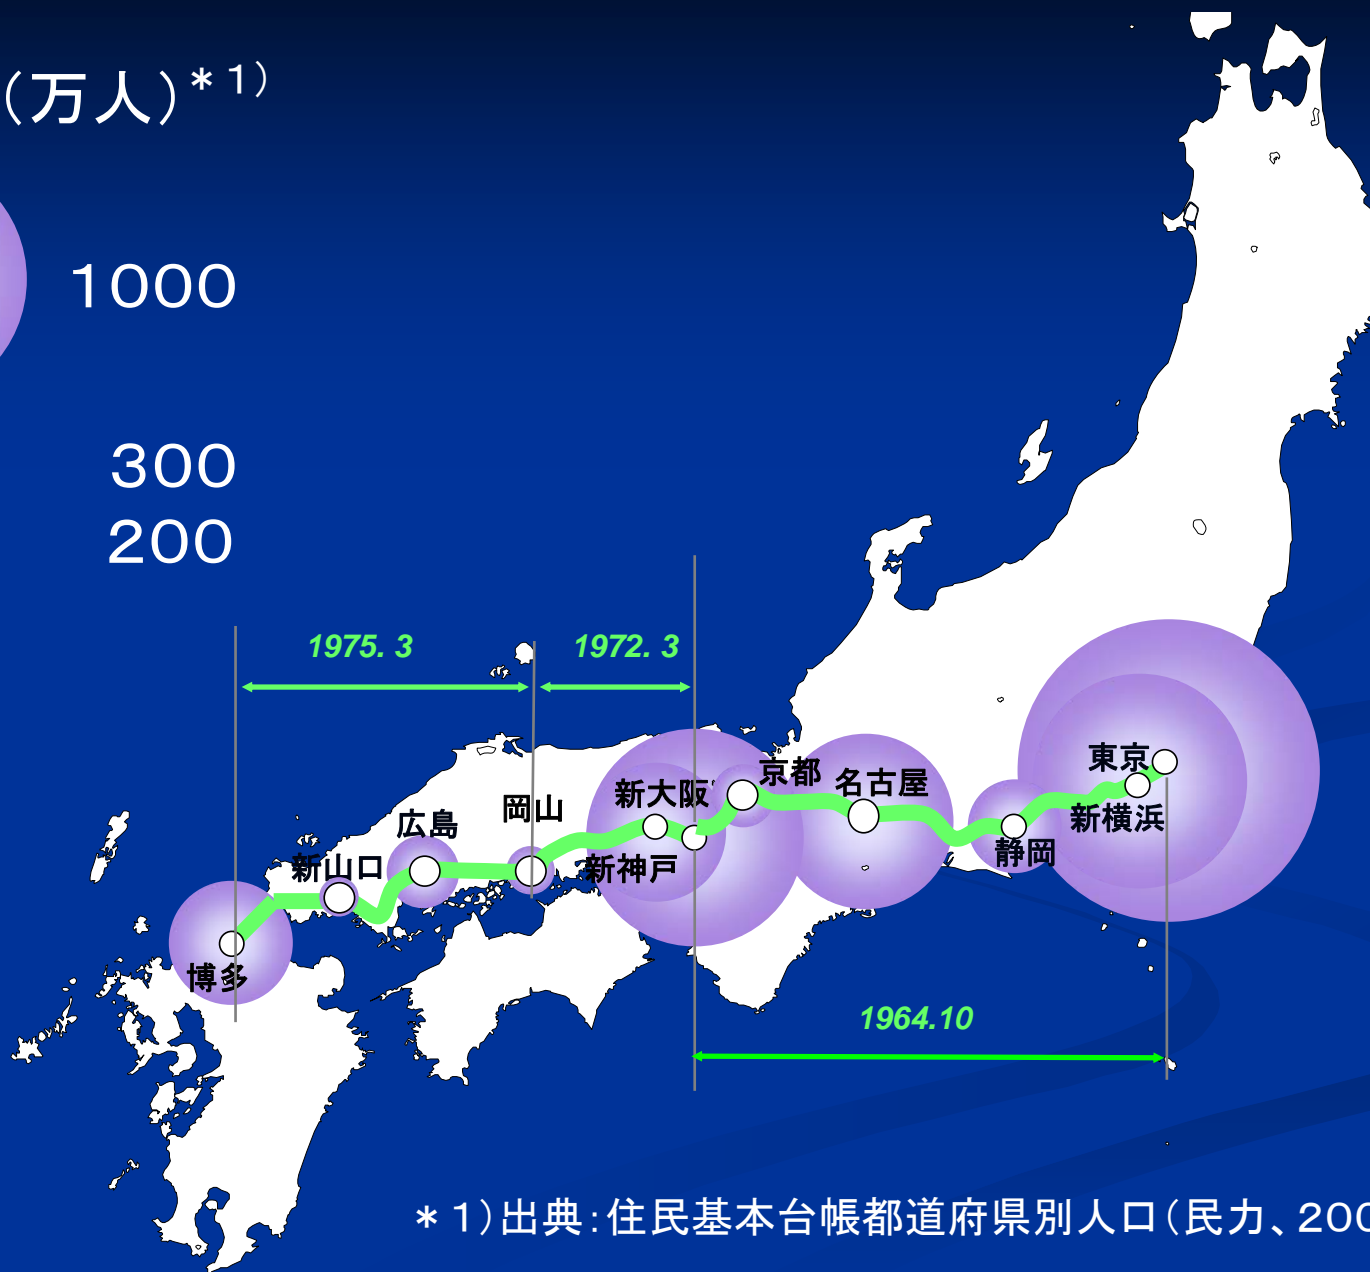 (万人)＊1)
1000
300
200
1975. 3
1972. 3
東京
新横浜
静岡
名古屋
京都
新大阪
新神戸
岡山
広島
新山口
博多
1964.10
＊1)出典：住民基本台帳都道府県別人口(民力、200